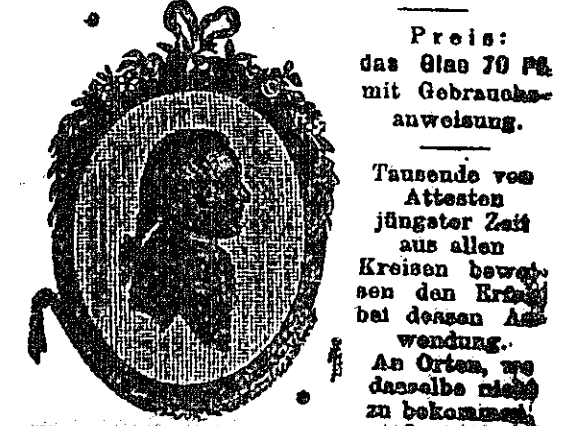 Preis:
das Glas 70 Pf.
mit Gebrauchs-
anweisung.
Tausende von
Attesten
jüngster Zeit
aus allen
Kreisen bewei-
sen den Erfolg
bei dessen An-
wendung.
An Orten, wo
dasselbe nicht
zu bekommen,